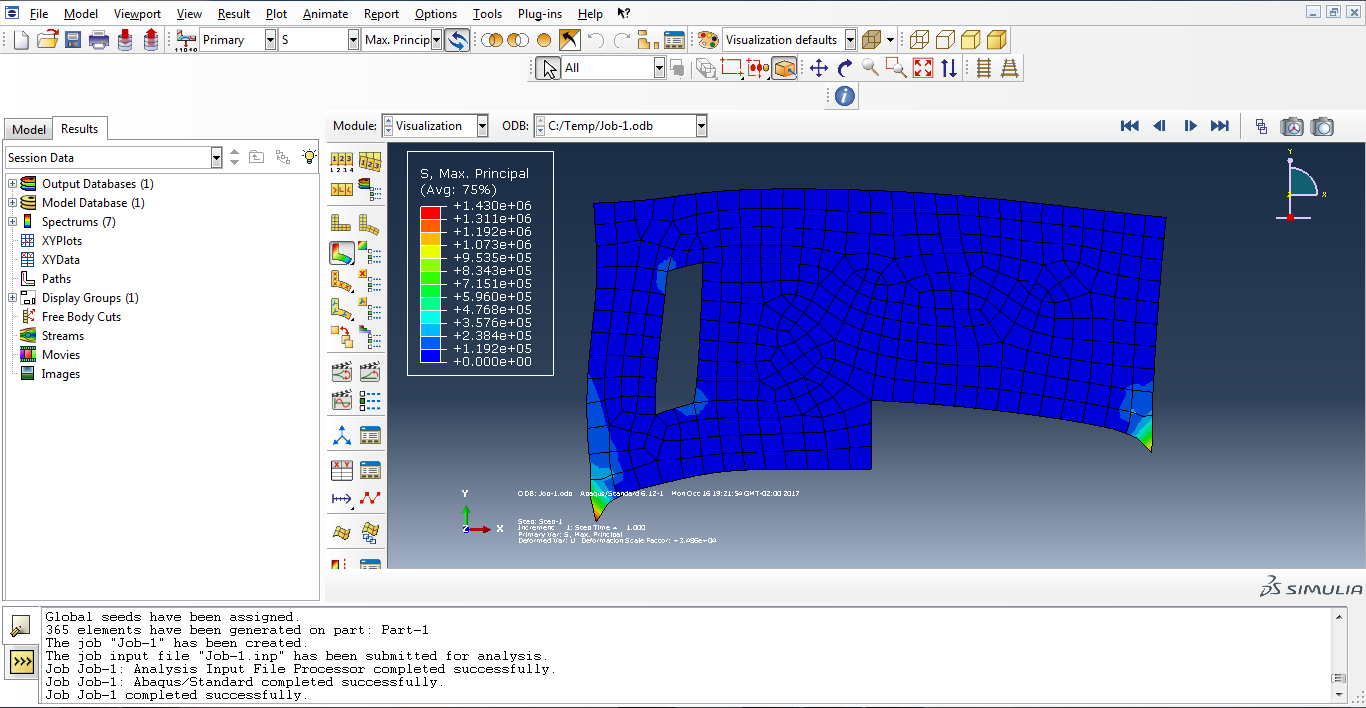 File Model Viewport View Result Plot Animate Report Options Tools Plug-ins Help
Primary S Max. Princip Visualization defaults
All
Model Results Module: Visualization ODB: C:/Temp/Job-1.odb
Session Data
Output Databases (1)
Model Database (1)
Spectrums (7)
XYPlots
XYData
Paths
Display Groups (1)
Free Body Cuts
Streams
Movies
Images
S, Max. Principal
(Avg: 75%)
+1.430e+06
+1.311e+06
+1.192e+06
+1.073e+06
+9.535e+05
+8.343e+05
+7.151e+05
+5.960e+05
+4.768e+05
+3.576e+05
+2.384e+05
+1.192e+05
+0.000e+00
Y
X
Y
X
Z
ODB: Job-1.odb Abaqus/Standard 6.12-1 Mon Oct 16 19:21:54 GMT-02:00 2017
Step: Step-1
Increment 1: Step Time = 1.000
Primary Var: S, Max. Principal
Deformed Var: U Deformation Scale Factor: +3.486e+04
SIMULIA
Global seeds have been assigned.
365 elements have been generated on part: Part-1
The job "Job-1" has been created.
The job input file "Job-1.inp" has been submitted for analysis.
Job Job-1: Analysis Input File Processor completed successfully.
Job Job-1: Abaqus/Standard completed successfully.
Job Job-1 completed successfully.